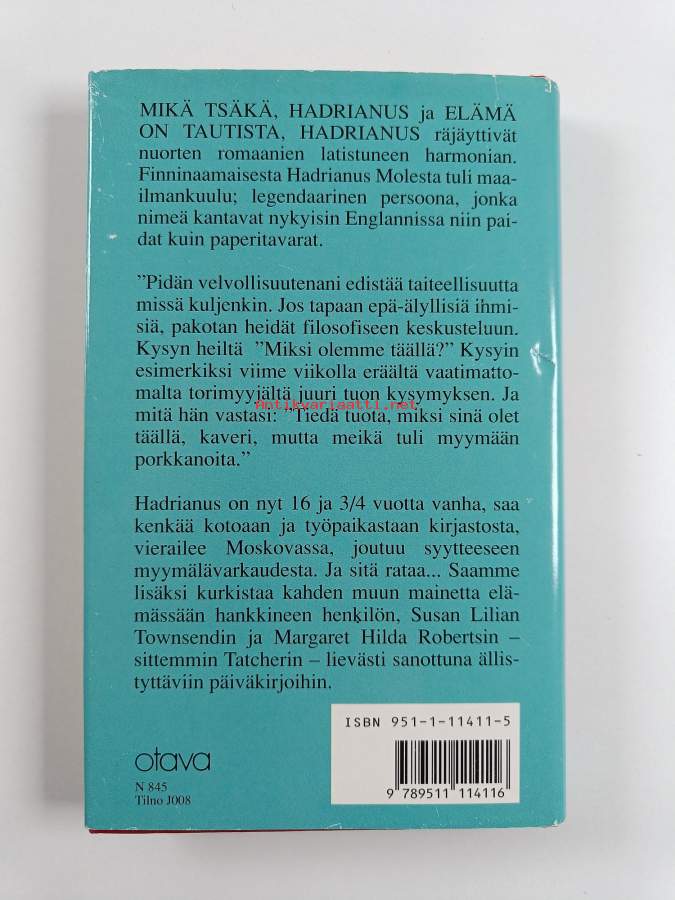 MIKÄ TSÄKÄ, HADRIANUS ja ELÄMÄ
ON TAUTISTA, HADRIANUS räjäyttivät
nuorten romaanien latistuneen harmonian.
Finninaamaisesta Hadrianus Molesta tuli maa-
ilmankuulu; legendaarinen persoona, jonka
nimeä kantavat nykyisin Englannissa niin pai-
dat kuin paperitavarat.
”Pidän velvollisuutenani edistää taiteellisuutta
missä kuljenkin. Jos tapaan epä-älyllisiä ihmi-
siä, pakotan heidät filosofiseen keskusteluun.
Kysyn heiltä ”Miksi olemme täällä?” Kysyin
esimerkiksi viime viikolla eräältä vaatimatto-
malta torimyyjältä juuri tuon kysymyksen. Ja
Antikvariaatti.net
mitä hän vastasi: ”Tiedä tuota, miksi sinä olet
täällä, kaveri, mutta meikä tuli myymään
porkkanoita.”
Hadrianus on nyt 16 ja 3/4 vuotta vanha, saa
kenkää kotoaan ja työpaikastaan kirjastosta,
vierailee Moskovassa, joutuu syytteeseen
myymälävarkaudesta. Ja sitä rataa... Saamme
lisäksi kurkistaa kahden muun mainetta elä-
mässään hankkineen henkilön, Susan Lilian
Townsendin ja Margaret Hilda Robertsin –
sittemmin Tatcherin – lievästi sanottuna ällis-
tyttäviin päiväkirjoihin.
ISBN 951-1-11411-5
otava
N 845
Tilno J008
9 789511 114116